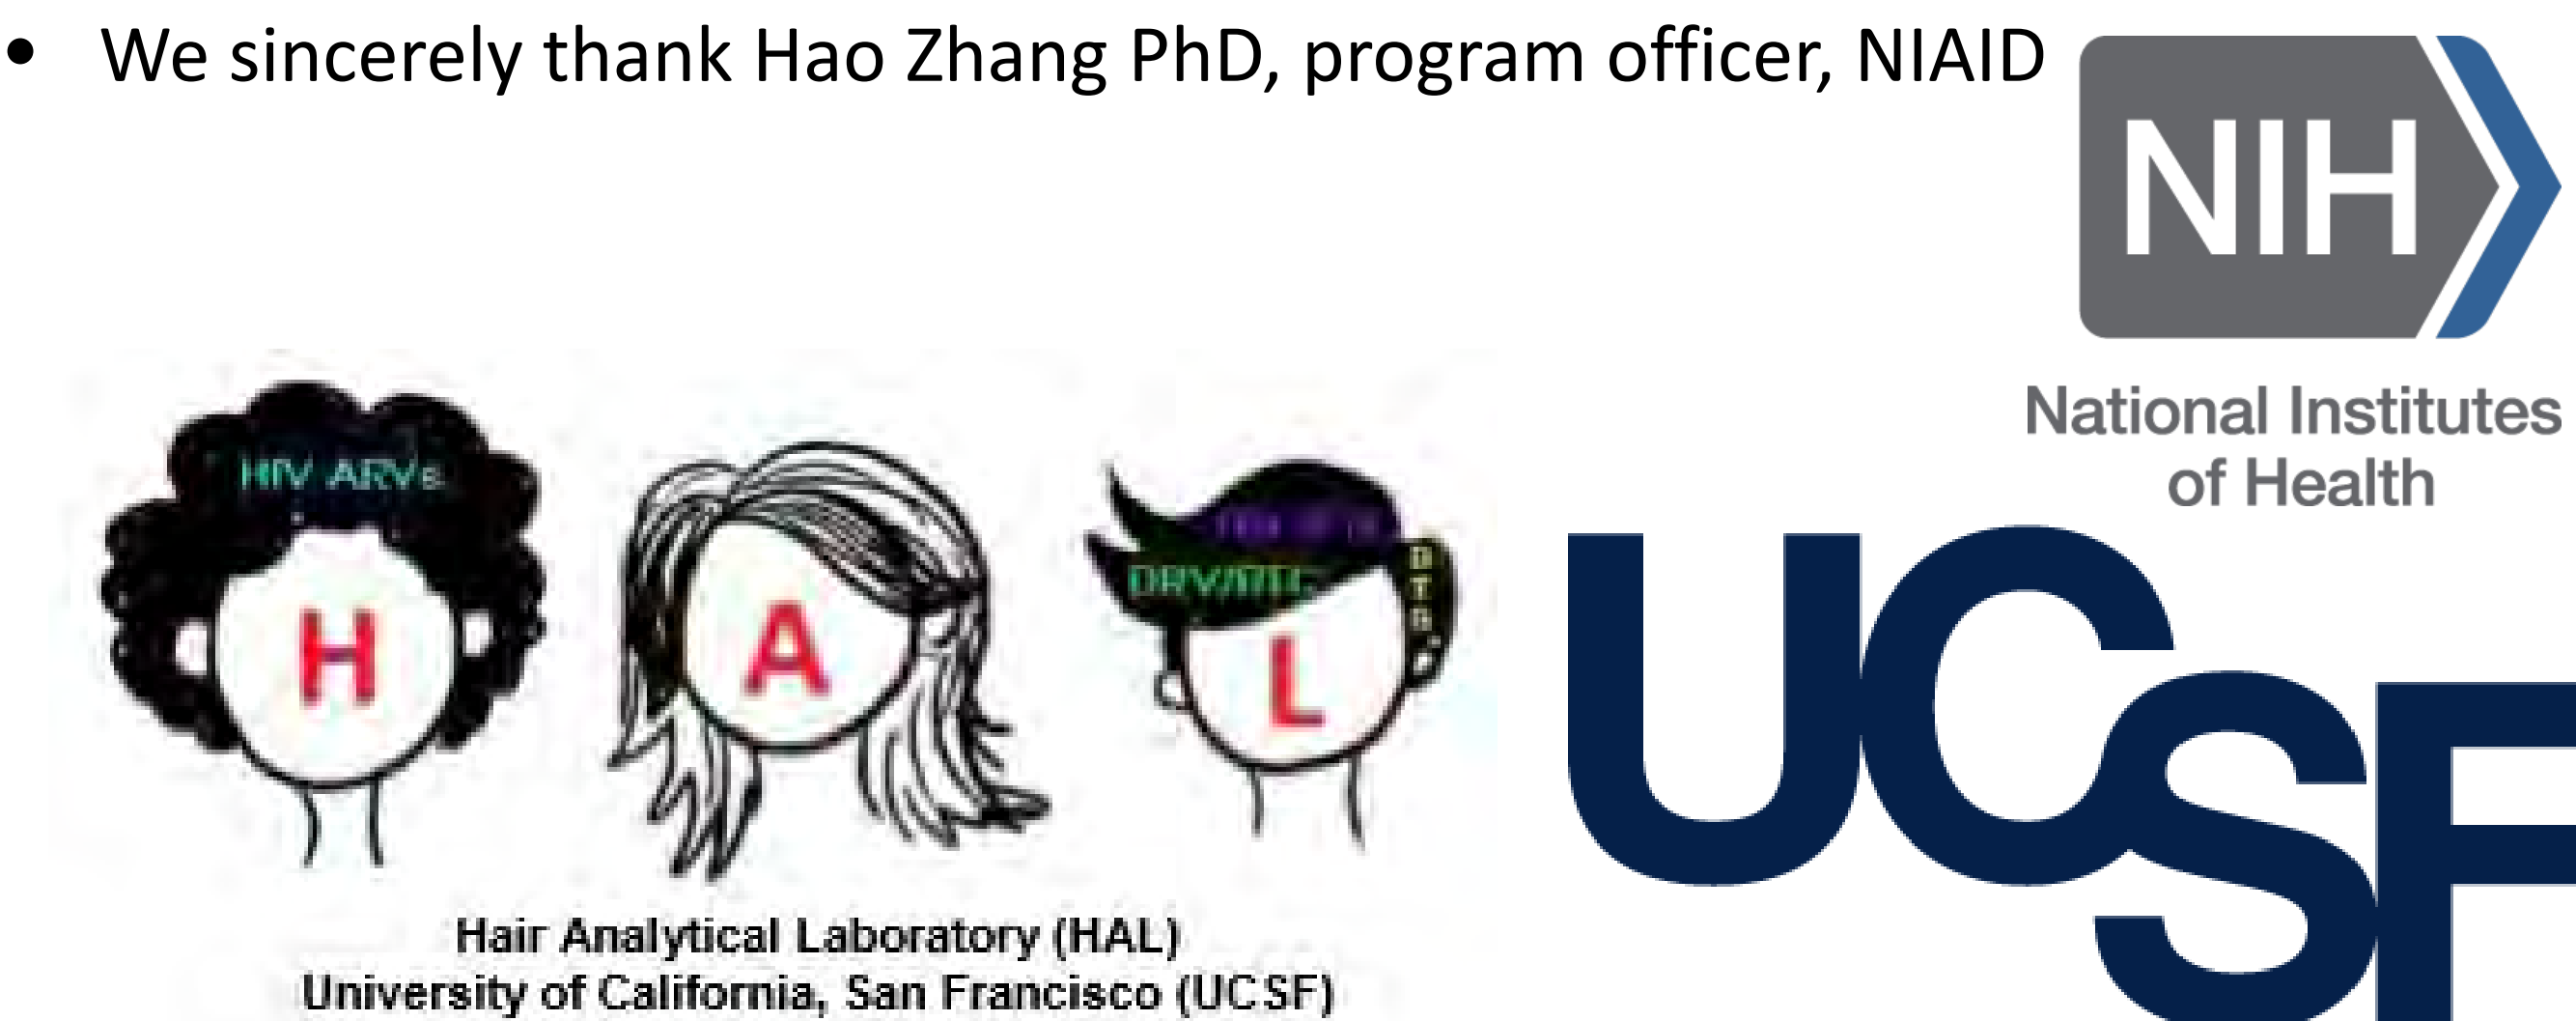 • We sincerely thank Hao Zhang PhD, program officer, NIAID
NIH
National Institutes
of Health
HIV ARVs
H
A
L
UCSF
Hair Analytical Laboratory (HAL)
University of California, San Francisco (UCSF)